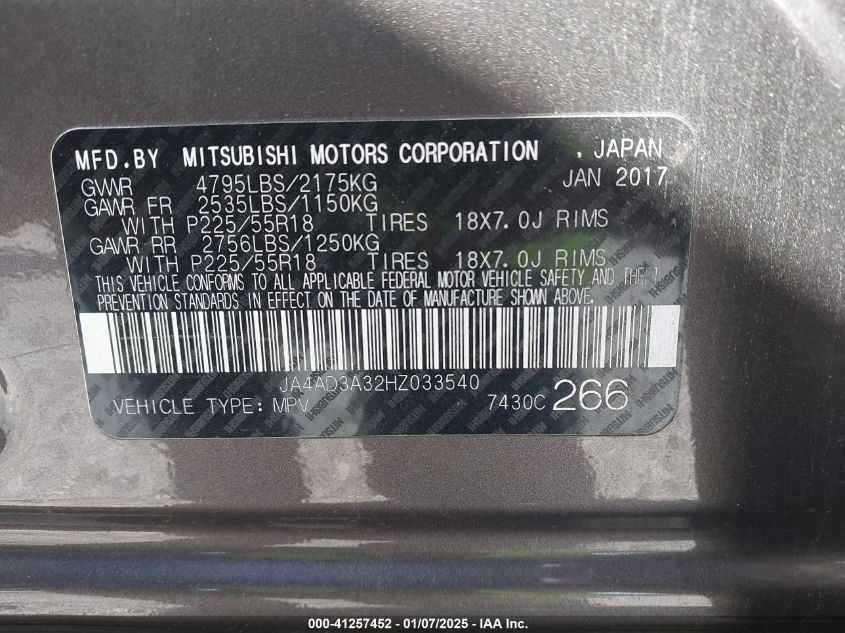 MFD.BY MITSUBISHI MOTORS CORPORATION , JAPAN
GVWR 4795LBS/2175KG JAN 2017
GAWR FR 2535LBS/1150KG
WITH P225/55R18 TIRES 18X7.0J RIMS
GAWR RR 2756LBS/1250KG
WITH P225/55R18 TIRES 18X7.0J RIMS
THIS VEHICLE CONFORMS TO ALL APPLICABLE FEDERAL MOTOR VEHICLE SAFETY AND THEFT
PREVENTION STANDARDS IN EFFECT ON THE DATE OF MANUFACTURE SHOWN ABOVE.
JA4AD3A32HZ033540
VEHICLE TYPE: MPV 7430C 266
000-41257452 - 01/07/2025 - IAA Inc.